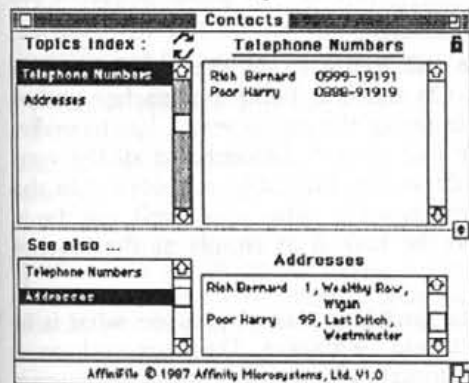 Contacts
Topics Index :
Telephone Numbers
Addresses
Telephone Numbers
Rich Bernard 0999-19191
Poor Harry 0888-91919
See also ...
Telephone Numbers
Addresses
Addresses
Rich Bernard 1, Wealthy Row,
Wigan
Poor Harry 99, Last Ditch,
Westminster
AffiniFile © 1987 Affinity Microsystems, Ltd. V1.0